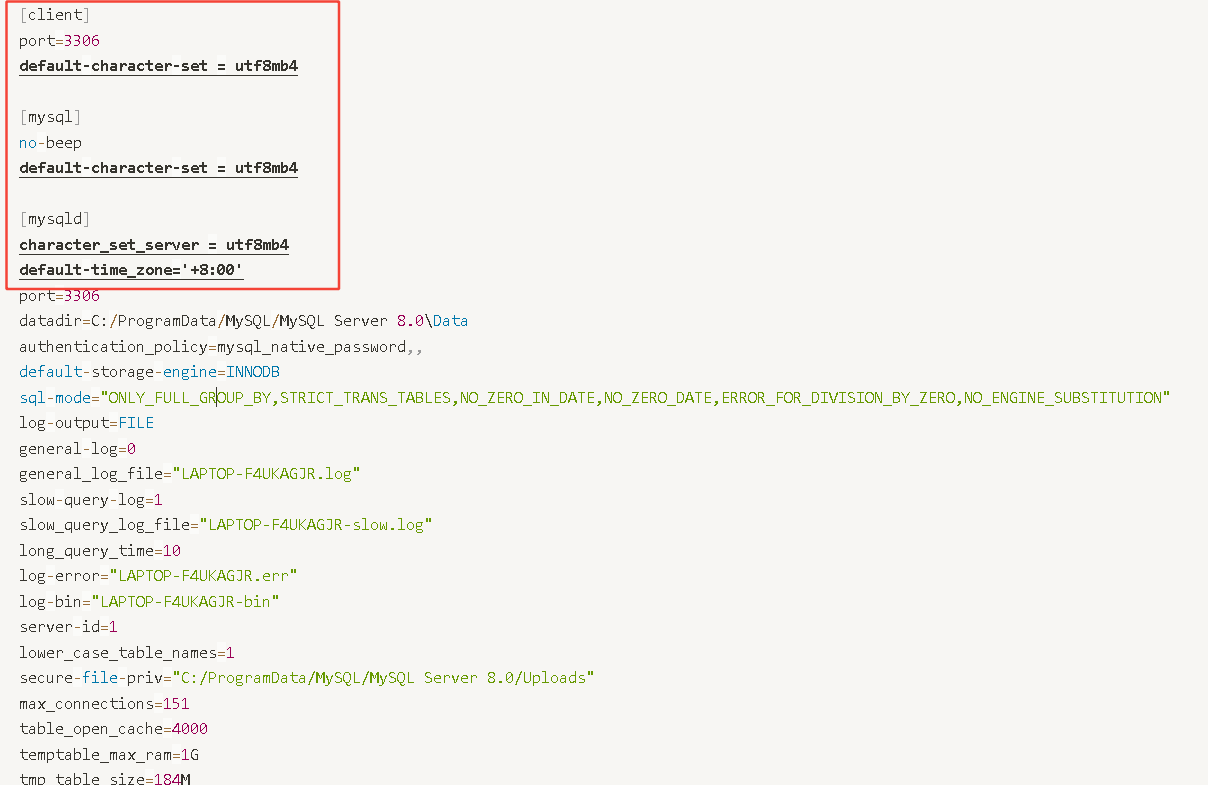 [client]
port=3306
default-character-set = utf8mb4
[mysql]
no-beep
default-character-set = utf8mb4
[mysqld]
character_set_server = utf8mb4
default-time_zone='+8:00'
port=3306
datadir=C:/ProgramData/MySQL/MySQL Server 8.0\Data
authentication_policy=mysql_native_password,,
default-storage-engine=INNODB
sql-mode="ONLY_FULL_GROUP_BY,STRICT_TRANS_TABLES,NO_ZERO_IN_DATE,NO_ZERO_DATE,ERROR_FOR_DIVISION_BY_ZERO,NO_ENGINE_SUBSTITUTION"
log-output=FILE
general-log=0
general_log_file="LAPTOP-F4UKAGJR.log"
slow-query-log=1
slow_query_log_file="LAPTOP-F4UKAGJR-slow.log"
long_query_time=10
log-error="LAPTOP-F4UKAGJR.err"
log-bin="LAPTOP-F4UKAGJR-bin"
server-id=1
lower_case_table_names=1
secure-file-priv="C:/ProgramData/MySQL/MySQL Server 8.0/Uploads"
max_connections=151
table_open_cache=4000
temptable_max_ram=1G
tmp_table_size=184M